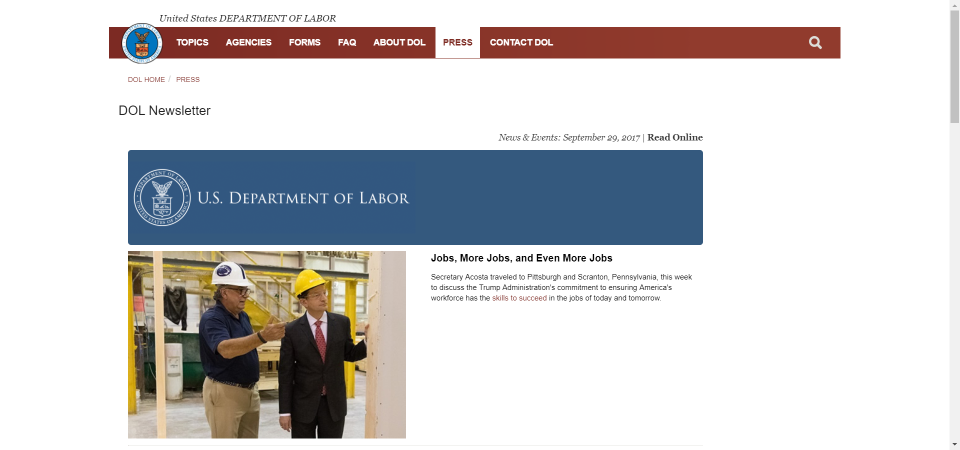 United States DEPARTMENT OF LABOR
TOPICS AGENCIES FORMS FAQ ABOUT DOL PRESS CONTACT DOL
DOL HOME / PRESS
DOL Newsletter
News & Events: September 29, 2017 | Read Online
U.S. DEPARTMENT OF LABOR
Jobs, More Jobs, and Even More Jobs
Secretary Acosta traveled to Pittsburgh and Scranton, Pennsylvania, this week
to discuss the Trump Administration's commitment to ensuring America's
workforce has the skills to succeed in the jobs of today and tomorrow.